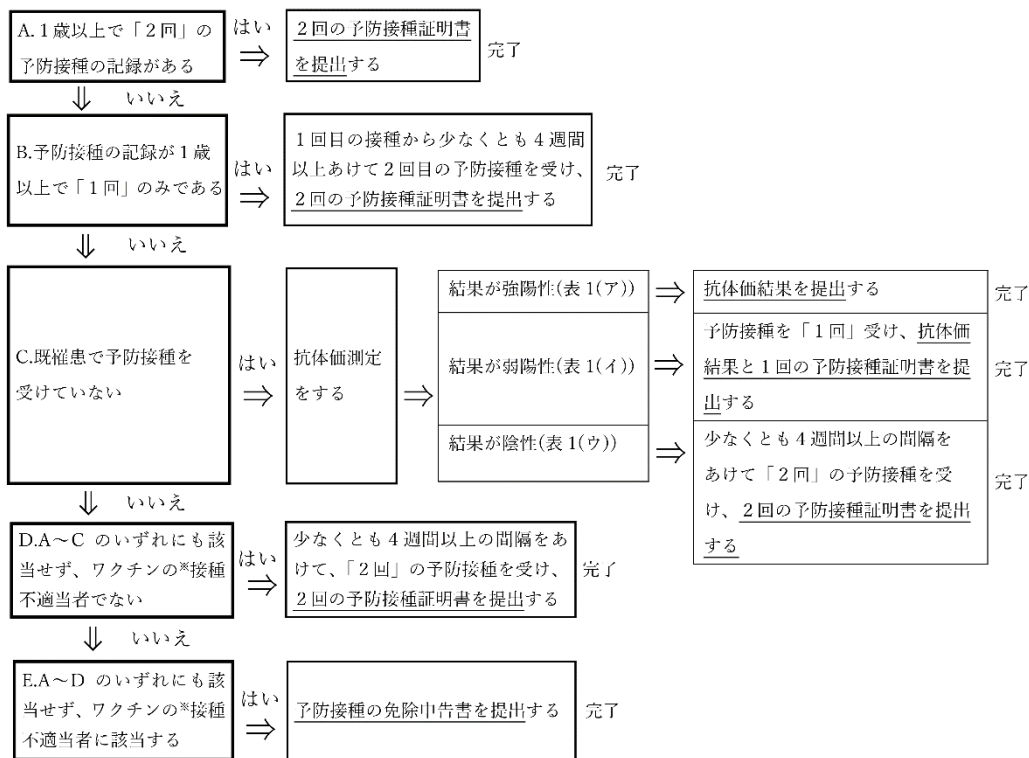 A.1歳以上で「2回」の
予防接種の記録がある
はい
⇒
2回の予防接種証明書
を提出する
完了
⇓ いいえ
B.予防接種の記録が1歳
以上で「1回」のみである
はい
⇒
1回目の接種から少なくとも4週間
以上あけて2回目の予防接種を受け、
2回の予防接種証明書を提出する
完了
⇓ いいえ
C.既罹患で予防接種を
受けていない
はい
⇒
抗体価測定
をする
⇒
結果が強陽性(表1(ア))
⇒
抗体価結果を提出する
完了
結果が弱陽性(表1(イ))
⇒
予防接種を「1回」受け、抗体価
結果と1回の予防接種証明書を提
出する
完了
結果が陰性(表1(ウ))
⇒
少なくとも4週間以上の間隔を
あけて「2回」の予防接種を受
け、2回の予防接種証明書を提出
する
完了
⇓ いいえ
D.A～C のいずれにも該
当せず、ワクチンの※接種
不適当者でない
はい
⇒
少なくとも4週間以上の間隔をあ
けて、「2回」の予防接種を受け、
2回の予防接種証明書を提出する
完了
⇓ いいえ
E.A～D のいずれにも該
当せず、ワクチンの※接種
不適当者に該当する
はい
⇒
予防接種の免除申告書を提出する
完了